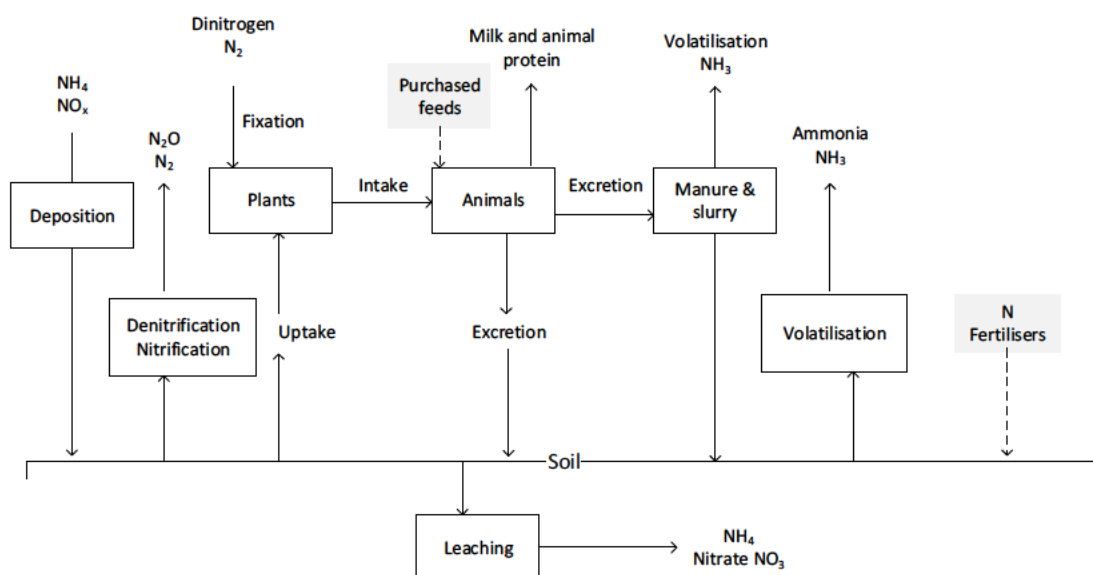 Dinitrogen
N₂
Milk and animal
protein
Volatilisation
NH₃
NH₄
NOₓ
Purchased
feeds
N₂O
N₂
Fixation
Ammonia
NH₃
Deposition
Plants
Intake
Animals
Excretion
Manure &
slurry
Denitrification
Nitrification
Uptake
Excretion
Volatilisation
N
Fertilisers
Soil
Leaching
NH₄
Nitrate NO₃